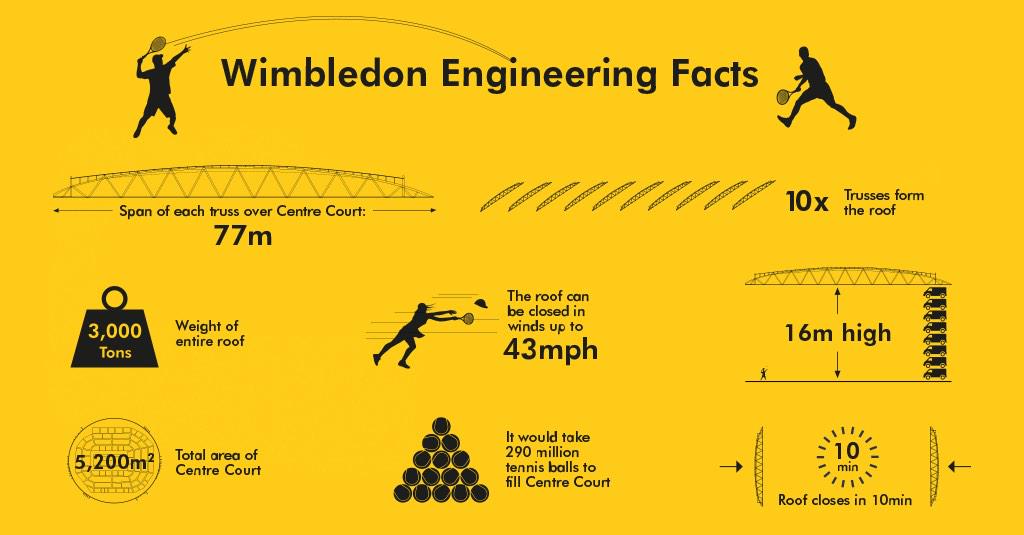 Wimbledon Engineering Facts
Span of each truss over Centre Court:
77m
10x
Trusses form
the roof
3,000
Tons
Weight of
entire roof
The roof can
be closed in
winds up to
43mph
16m high
5,200m²
Total area of
Centre Court
It would take
290 million
tennis balls to
fill Centre Court
10
min
Roof closes in 10min